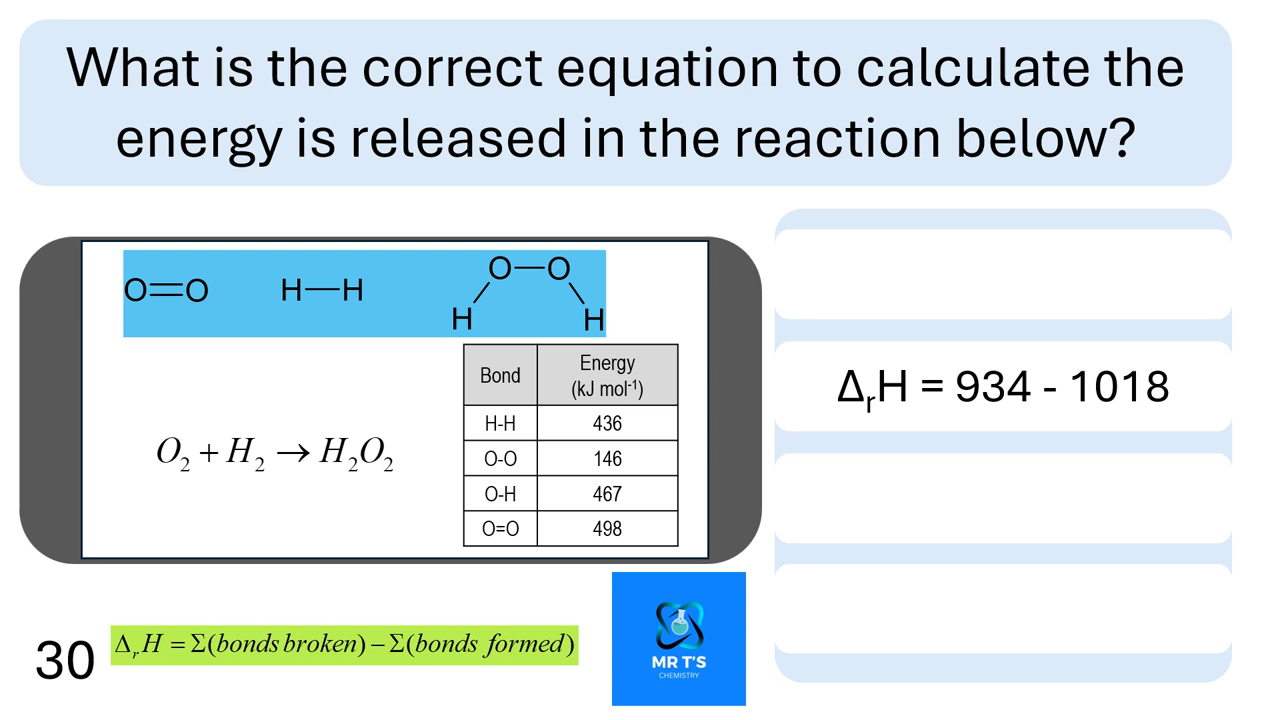 What is the correct equation to calculate the
energy is released in the reaction below?
O=O H—H O—O
H H
Bond Energy (kJ mol⁻¹)
H-H 436
O-O 146
O-H 467
O=O 498
O₂ + H₂ → H₂O₂
ΔᵣH = 934 - 1018
30
ΔᵣH = Σ(bonds broken) − Σ(bonds formed)
MR T'S
CHEMISTRY